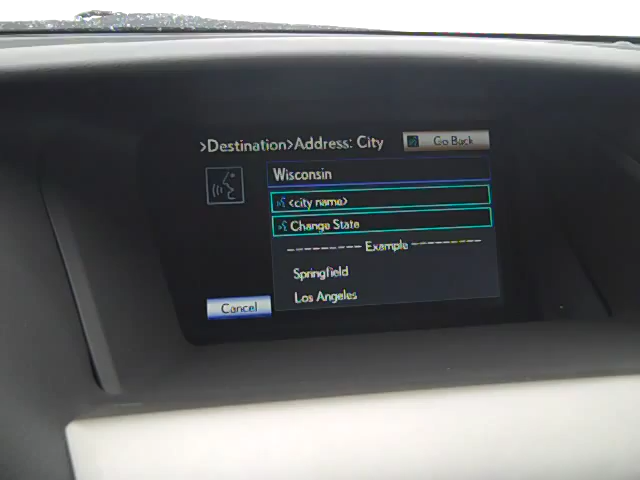 >Destination>Address: City
Go Back
Wisconsin
<city name>
Change State
--------- Example ---------
Springfield
Los Angeles
Cancel